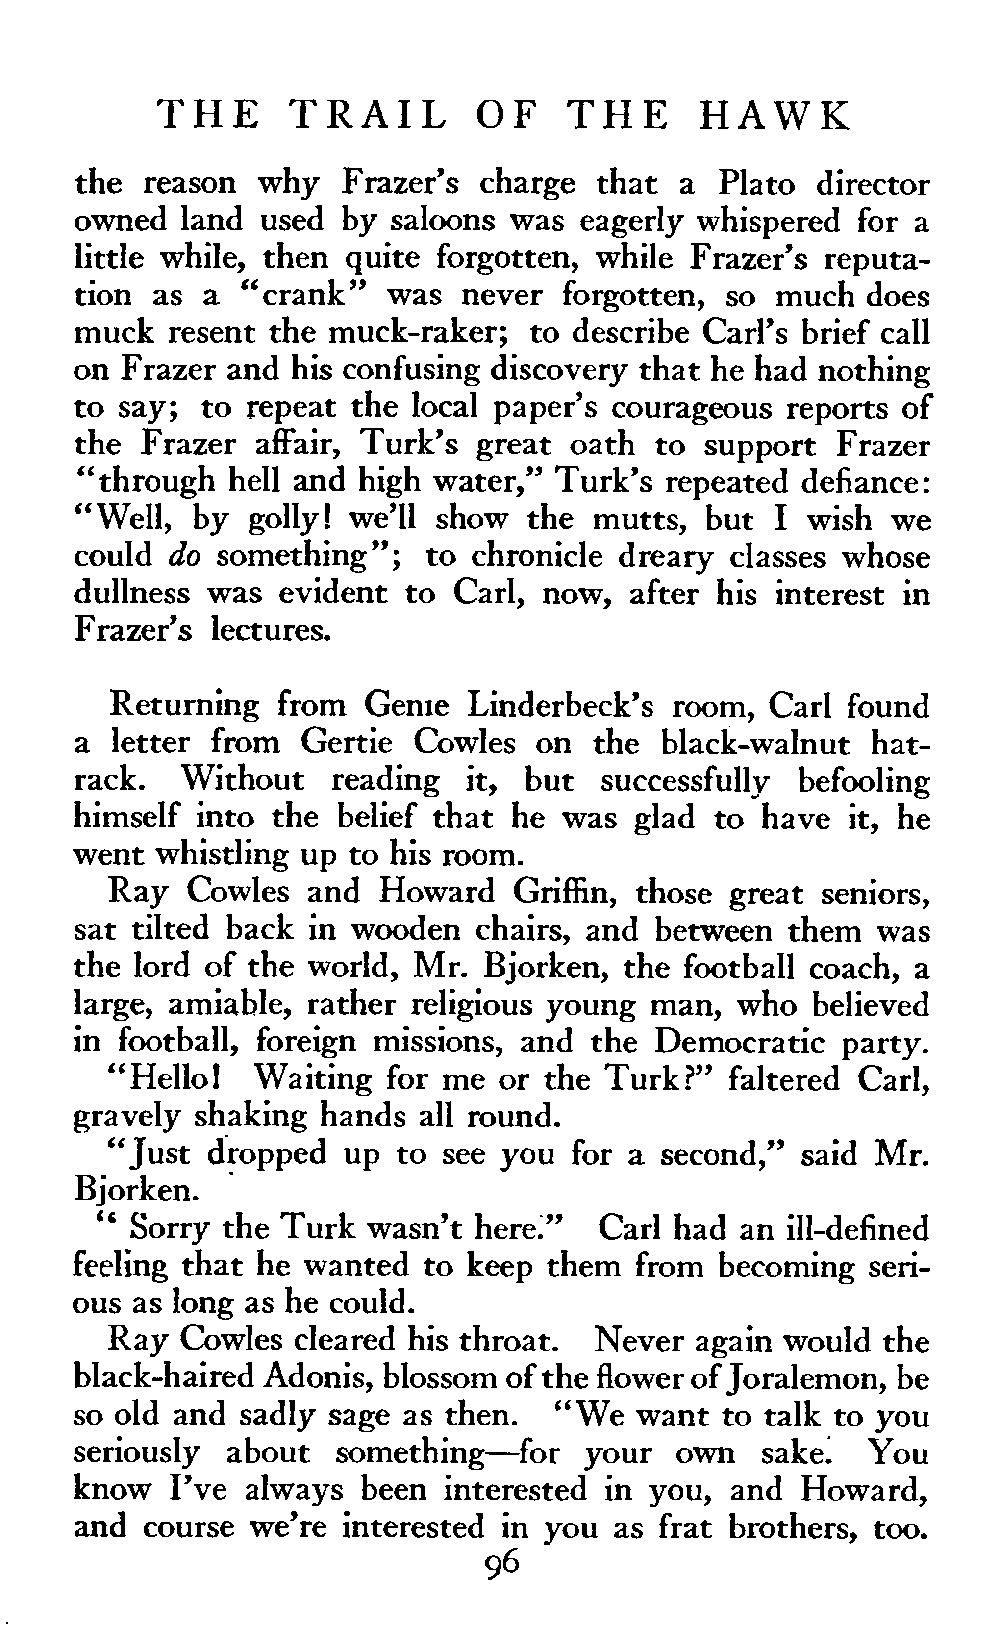 THE TRAIL OF THE HAWK
the reason why Frazer's charge that a Plato director
owned land used by saloons was eagerly whispered for a
little while, then quite forgotten, while Frazer's reputa-
tion as a "crank" was never forgotten, so much does
muck resent the muck-raker; to describe Carl's brief call
on Frazer and his confusing discovery that he had nothing
to say; to repeat the local paper's courageous reports of
the Frazer affair, Turk's great oath to support Frazer
"through hell and high water," Turk's repeated defiance:
"Well, by golly! we'll show the mutts, but I wish we
could do something"; to chronicle dreary classes whose
dullness was evident to Carl, now, after his interest in
Frazer's lectures.
Returning from Genie Linderbeck's room, Carl found
a letter from Gertie Cowles on the black-walnut hat-
rack. Without reading it, but successfully befooling
himself into the belief that he was glad to have it, he
went whistling up to his room.
Ray Cowles and Howard Griffin, those great seniors,
sat tilted back in wooden chairs, and between them was
the lord of the world, Mr. Bjorken, the football coach, a
large, amiable, rather religious young man, who believed
in football, foreign missions, and the Democratic party.
"Hello! Waiting for me or the Turk?" faltered Carl,
gravely shaking hands all round.
"Just dropped up to see you for a second," said Mr.
Bjorken.
"Sorry the Turk wasn't here." Carl had an ill-defined
feeling that he wanted to keep them from becoming seri-
ous as long as he could.
Ray Cowles cleared his throat. Never again would the
black-haired Adonis, blossom of the flower of Joralemon, be
so old and sadly sage as then. "We want to talk to you
seriously about something—for your own sake. You
know I've always been interested in you, and Howard,
and course we're interested in you as frat brothers, too.
96